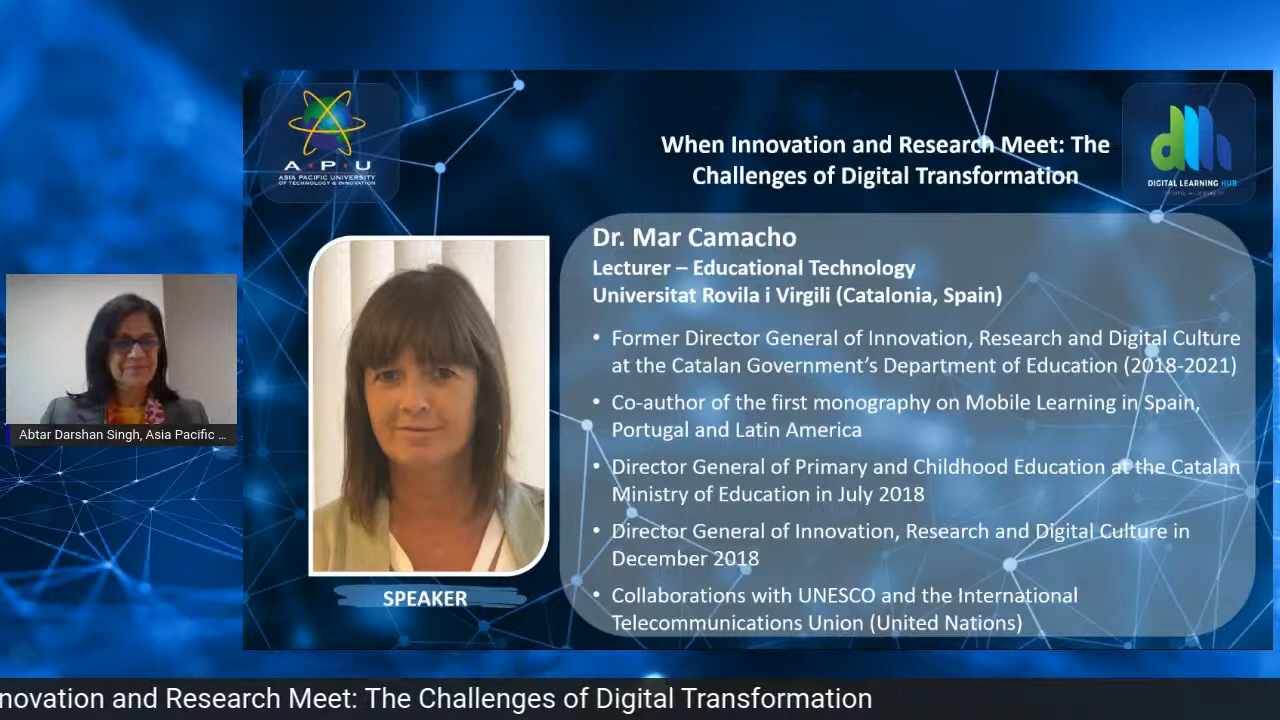 A·P·U
ASIA PACIFIC UNIVERSITY
OF TECHNOLOGY & INNOVATION
When Innovation and Research Meet: The
Challenges of Digital Transformation
DIGITAL LEARNING HUB
Dr. Mar Camacho
Lecturer – Educational Technology
Universitat Rovila i Virgili (Catalonia, Spain)
• Former Director General of Innovation, Research and Digital Culture
at the Catalan Government's Department of Education (2018-2021)
• Co-author of the first monography on Mobile Learning in Spain,
Portugal and Latin America
• Director General of Primary and Childhood Education at the Catalan
Ministry of Education in July 2018
• Director General of Innovation, Research and Digital Culture in
December 2018
• Collaborations with UNESCO and the International
Telecommunications Union (United Nations)
SPEAKER
Abtar Darshan Singh, Asia Pacific ...
novation and Research Meet: The Challenges of Digital Transformation